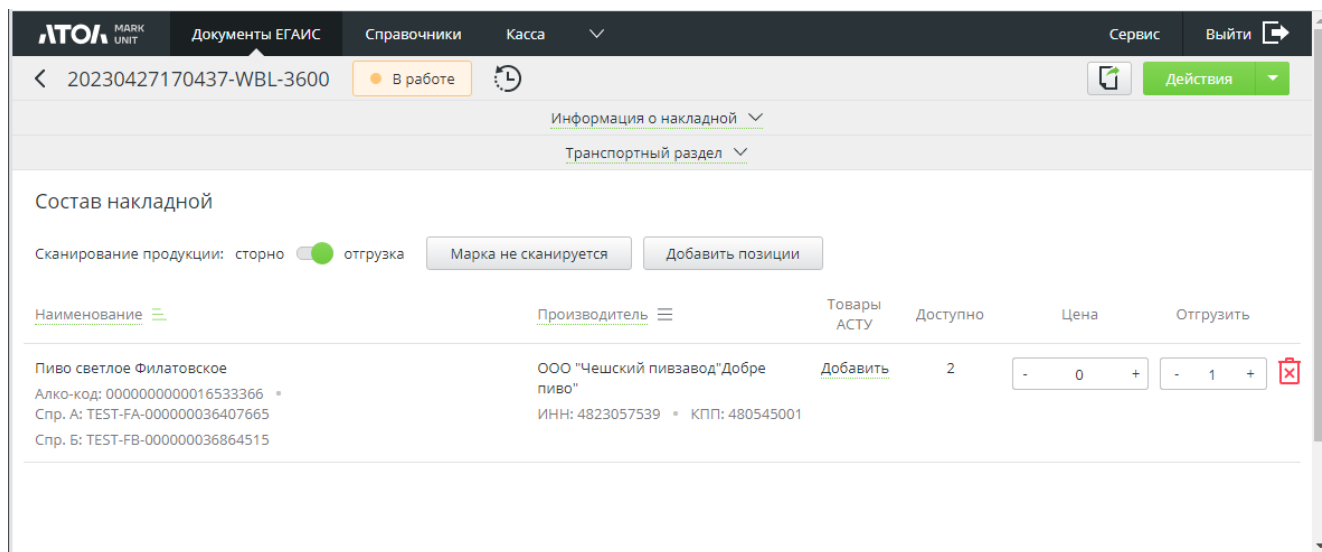 АТОЛ MARK UNIT Документы ЕГАИС Справочники Касса Сервис Выйти
20230427170437-WBL-3600 В работе Действия
Информация о накладной
Транспортный раздел
Состав накладной
Сканирование продукции: сторно отгрузка Марка не сканируется Добавить позиции
Наименование Производитель Товары АСТУ Доступно Цена Отгрузить
Пиво светлое Филатовское ООО "Чешский пивзавод"Добре пиво" Добавить 2 - 0 + - 1 +
Алко-код: 0000000000016533366
Спр. А: TEST-FA-000000036407665 ИНН: 4823057539 КПП: 480545001
Спр. Б: TEST-FB-000000036864515